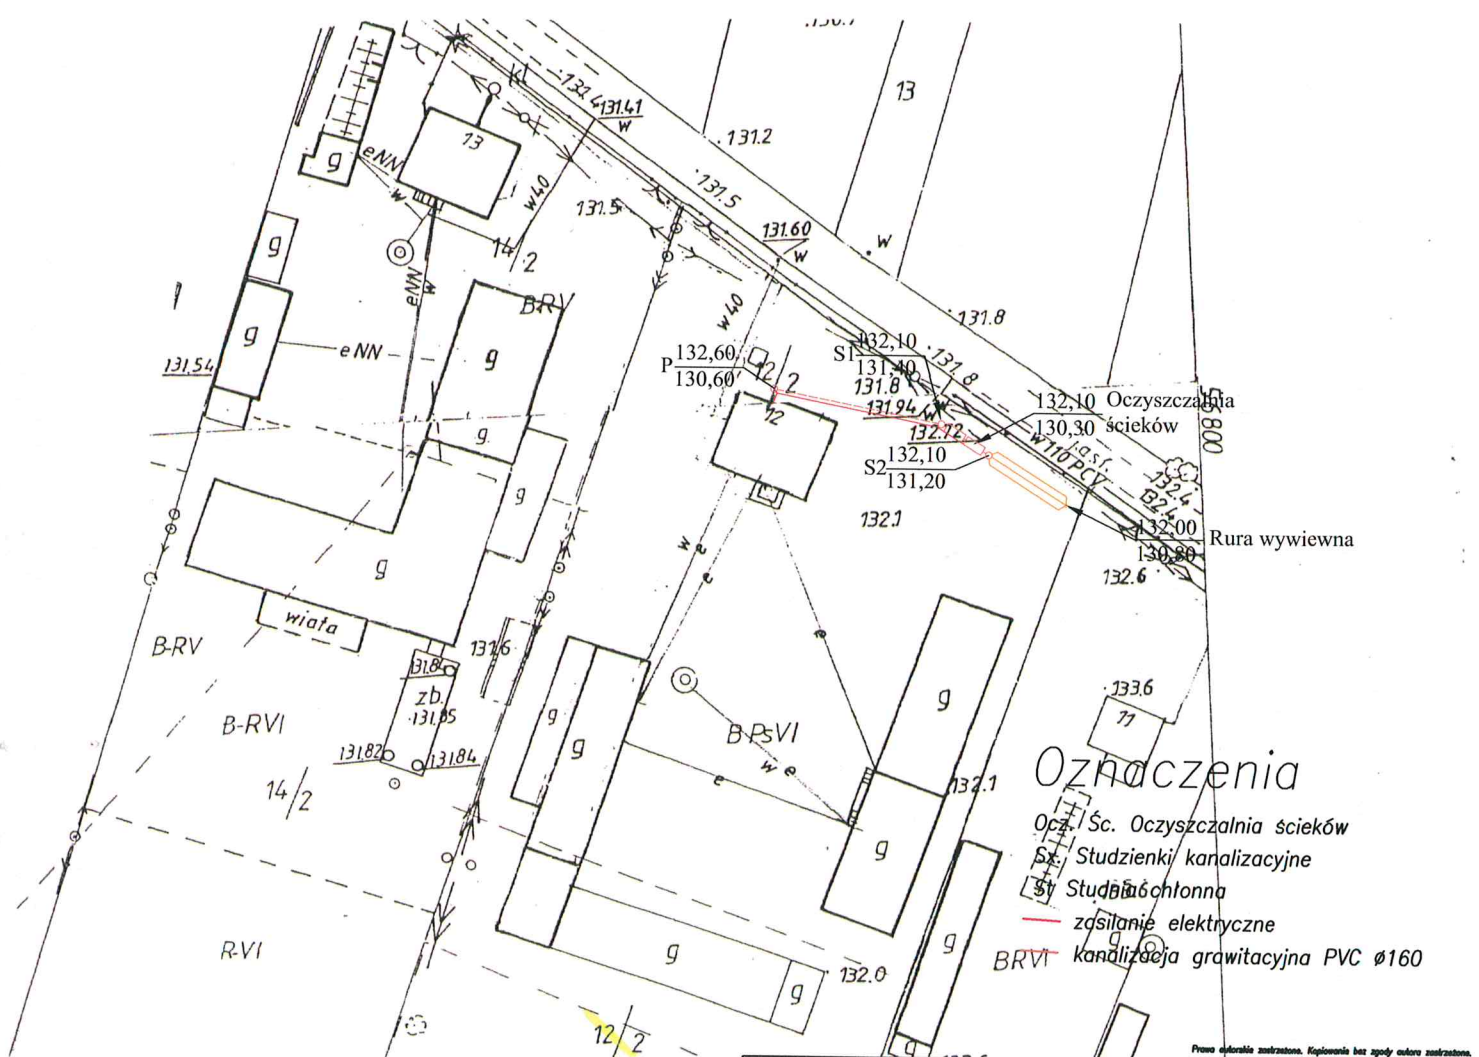 13
131.2
131.41
w
kl
13
g
eNN
w
w40
131.5
131.5
14/2
131.60
w
w
g
B-RV
eNN
w
131.8
131.8
g
g
eNN
131.54
w40
P 132,60
130,60
S1 132,10
131,40
131.8
131.94
12/2
12
132.72
132,10 Oczyszczalnia
130,30 ścieków
w110 PCV
S2 132,10
131,20
132.4
132.4
g
g
132.1
132,00
130,80
Rura wywiewna
132.6
w
e
e
g
wiata
B-RV
131.6
zb.
131.85
B-RVI
131.82
131.84
14/2
g
g
g
B-PsVI
w
e
e
e
132.1
133.6
11
g
Oznaczenia
Ocz. Śc. Oczyszczalnia ścieków
Sx. Studzienki kanalizacyjne
St Studnia chłonna
zasilanie elektryczne
kanalizacja grawitacyjna PVC ø160
R-VI
g
g
132.0
g
BRVI
g
g
12/2
Prawa autorskie zastrzeżone. Kopiowanie bez zgody autora zastrzeżone.